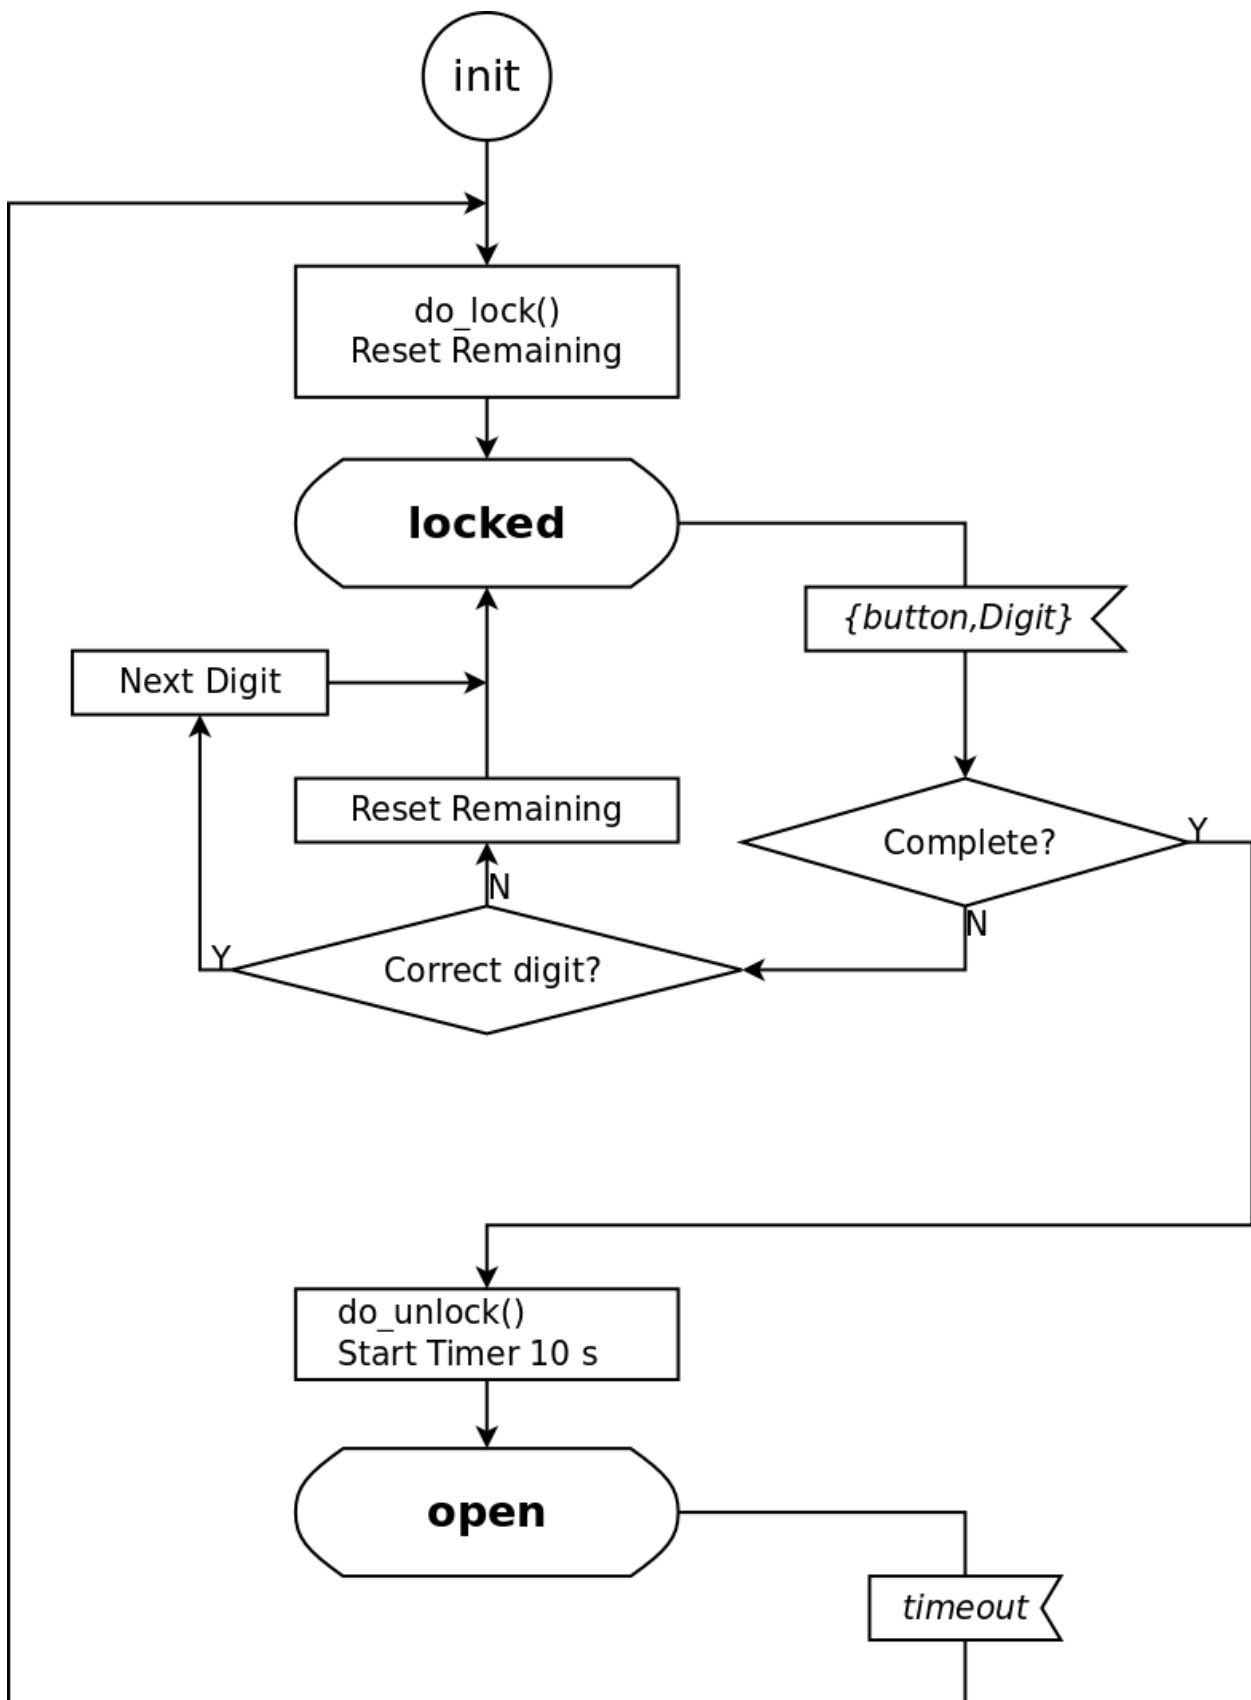 init
do_lock()
Reset Remaining
locked
{button,Digit}
Next Digit
Reset Remaining
Complete?
Y
N
N
Correct digit?
Y
do_unlock()
Start Timer 10 s
open
timeout